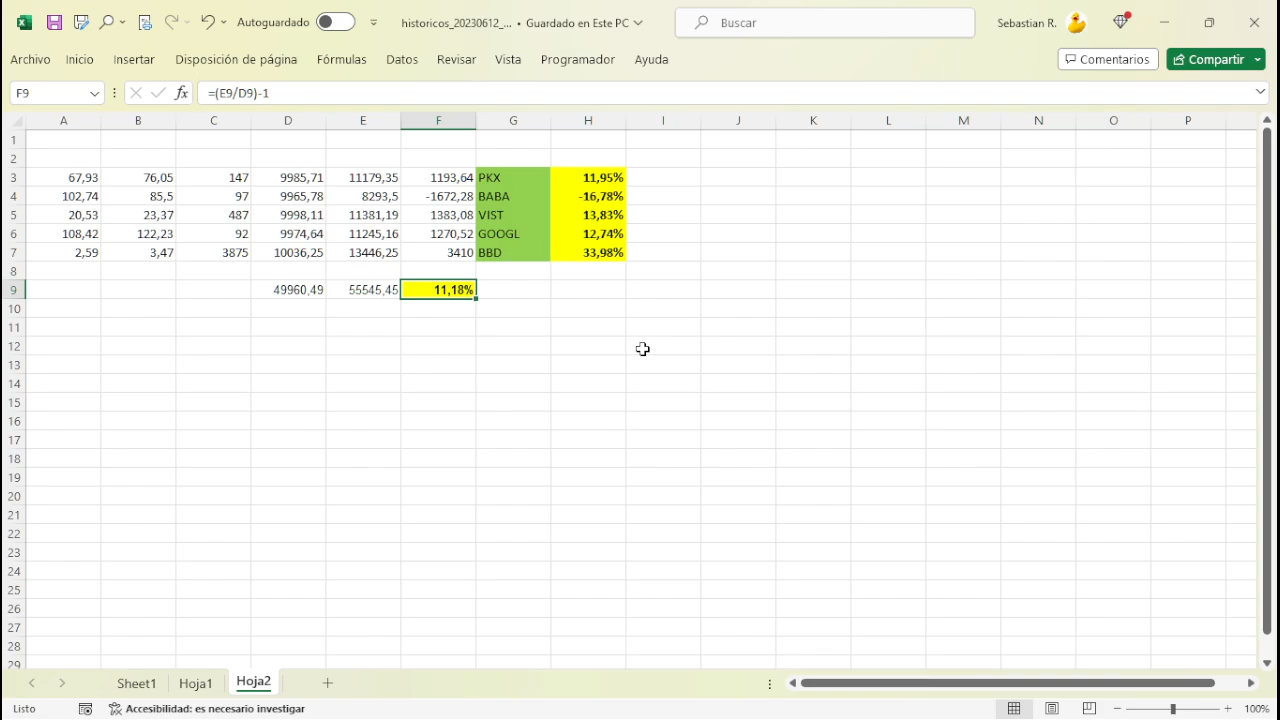 Autoguardado
historicos_20230612_... • Guardado en Este PC
Buscar
Sebastian R.
Archivo Inicio Insertar Disposición de página Fórmulas Datos Revisar Vista Programador Ayuda
Comentarios
Compartir
F9
fx
=(E9/D9)-1
A B C D E F G H I J K L M N O P
1
2
3 67,93 76,05 147 9985,71 11179,35 1193,64 PKX 11,95%
4 102,74 85,5 97 9965,78 8293,5 -1672,28 BABA -16,78%
5 20,53 23,37 487 9998,11 11381,19 1383,08 VIST 13,83%
6 108,42 122,23 92 9974,64 11245,16 1270,52 GOOGL 12,74%
7 2,59 3,47 3875 10036,25 13446,25 3410 BBD 33,98%
8
9 49960,49 55545,45 11,18%
10
11
12
13
14
15
16
17
18
19
20
21
22
23
24
25
26
27
28
29
Sheet1 Hoja1 Hoja2
Listo
Accesibilidad: es necesario investigar
100%